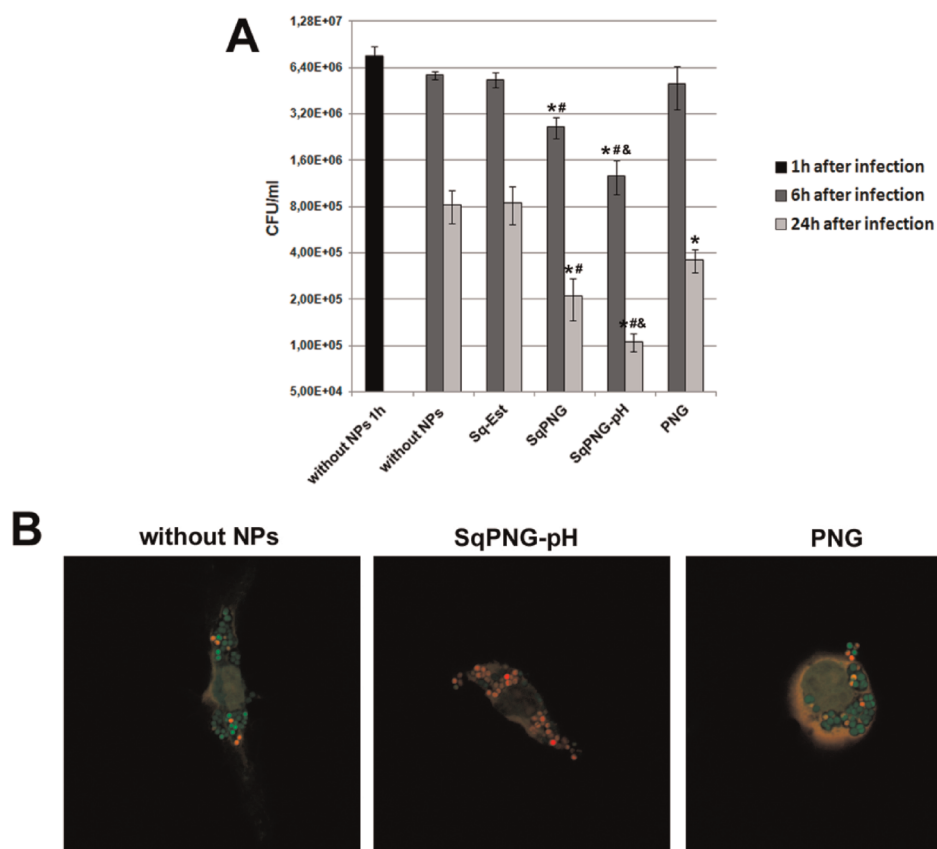 A
1,28E+07
6,40E+06
3,20E+06
1,60E+06
8,00E+05
4,00E+05
2,00E+05
1,00E+05
5,00E+04
CFU/ml
*#
*#
*#&
*#&
*
without NPs 1h
without NPs
Sq-Est
SqPNG
SqPNG-pH
PNG
1h after infection
6h after infection
24h after infection
B
without NPs
SqPNG-pH
PNG